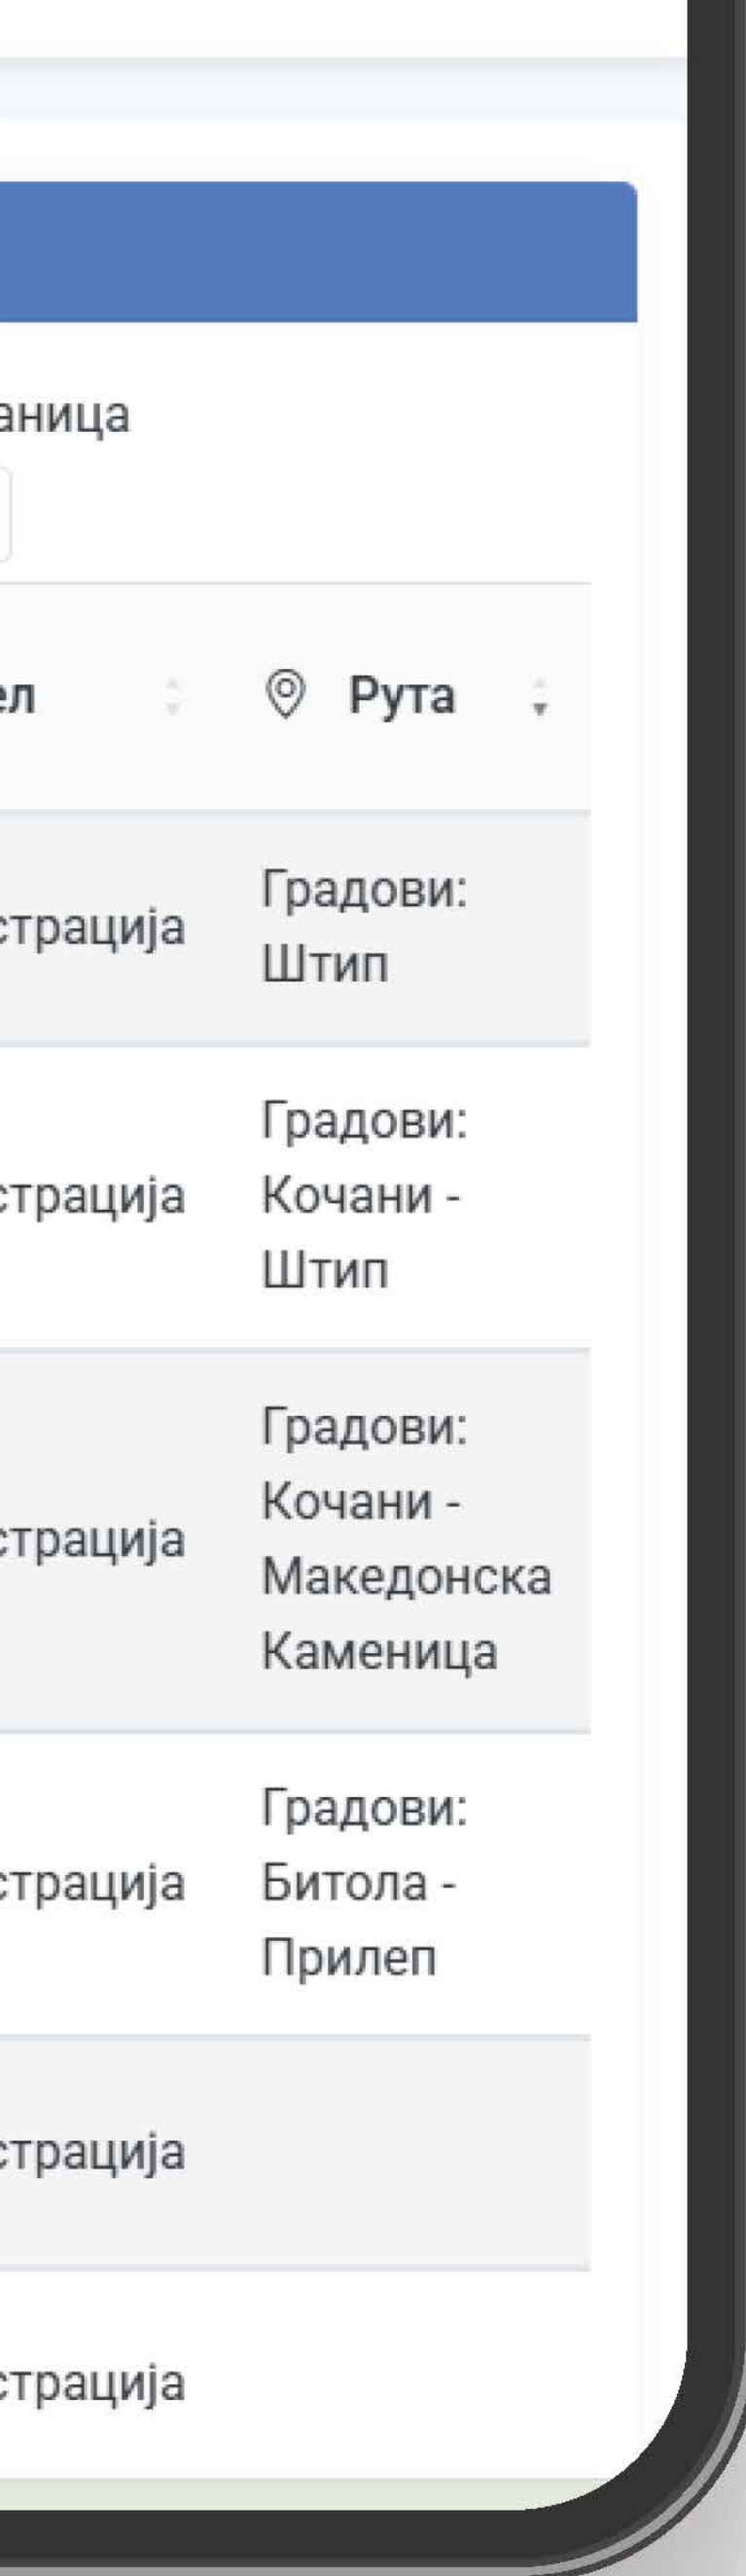 аница
ел
Рута
страција
Градови:
Штип
страција
Градови:
Кочани -
Штип
страција
Градови:
Кочани -
Македонска
Каменица
страција
Градови:
Битола -
Прилеп
страција
страција